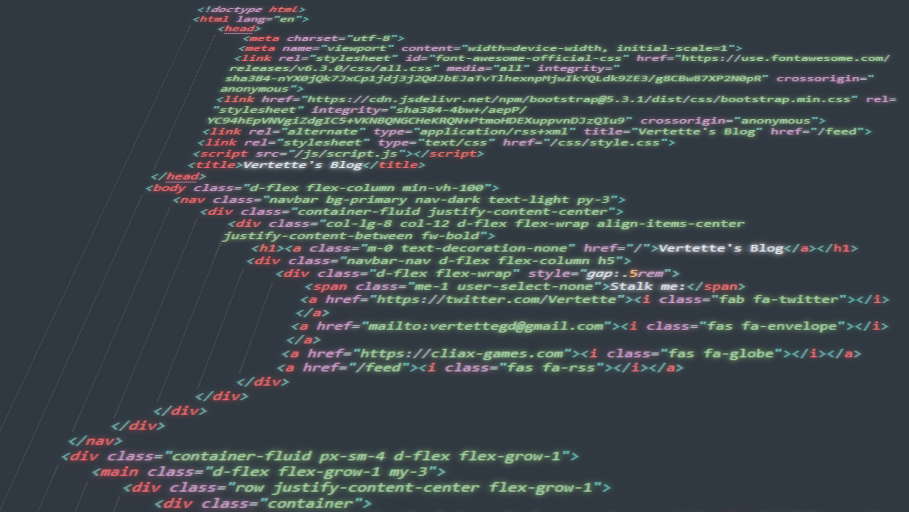 <!doctype html>
<html lang="en">
<head>
<meta charset="utf-8">
<meta name="viewport" content="width=device-width, initial-scale=1">
<link rel="stylesheet" id="font-awesome-official-css" href="https://use.fontawesome.com/
releases/v6.3.0/css/all.css" media="all" integrity="
crossorigin="
anonymous">
<link href="https://cdn.jsdelivr.net/npm/bootstrap@5.3.1/dist/css/bootstrap.min.css" rel=
"stylesheet" integrity="sha384-4bw+/aepP/
YC94hEpVNVgiZdgIC5+VKNBQNGCHeKRQN+PtmoHDEXuppvnDJzQIu9" crossorigin="anonymous">
<link rel="alternate" type="application/rss+xml" title="Vertette's Blog" href="/feed">
<link rel="stylesheet" type="text/css" href="/css/style.css">
<script src="/js/script.js"></script>
<title>Vertette's Blog</title>
</head>
<body class="d-flex flex-column min-vh-100">
<nav class="navbar bg-primary nav-dark text-light py-3">
<div class="container-fluid justify-content-center">
<div class="col-lg-8 col-12 d-flex flex-wrap align-items-center
justify-content-between fw-bold">
<h1><a class="m-0 text-decoration-none" href="/">Vertette's Blog</a></h1>
<div class="navbar-nav d-flex flex-column h5">
<div class="d-flex flex-wrap" style="gap:.5rem">
<span class="me-1 user-select-none">Stalk me:</span>
<a href="https://twitter.com/Vertette"><i class="fab fa-twitter"></i>
</a>
<a href="mailto:vertettegd@gmail.com"><i class="fas fa-envelope"></i>
</a>
<a href="https://cliax-games.com"><i class="fas fa-globe"></i></a>
<a href="/feed"><i class="fas fa-rss"></i></a>
</div>
</div>
</div>
</div>
</nav>
<div class="container-fluid px-sm-4 d-flex flex-grow-1">
<main class="d-flex flex-grow-1 my-3">
<div class="row justify-content-center flex-grow-1">
<div class="container">